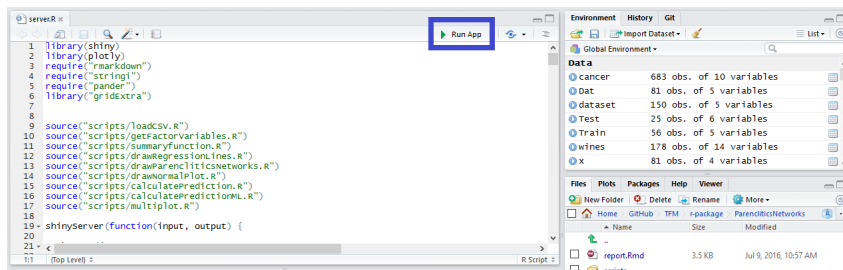 server.R
Run App
1 library(shiny)
2 library(plotly)
3 require("rmarkdown")
4 require("stringi")
5 require("pander")
6 library("gridExtra")
7
8
9 source("scripts/loadCSV.R")
10 source("scripts/getFactorVariables.R")
11 source("scripts/summaryfunction.R")
12 source("scripts/drawRegressionLines.R")
13 source("scripts/drawParencliticsNetworks.R")
14 source("scripts/drawNormalPlot.R")
15 source("scripts/calculatePrediction.R")
16 source("scripts/calculatePredictionML.R")
17 source("scripts/multiplot.R")
18
19 shinyServer(function(input, output) {
20
21
1:1 (Top Level) R Script
Environment History Git
Import Dataset List
Global Environment
Data
cancer 683 obs. of 10 variables
Dat 81 obs. of 5 variables
dataset 150 obs. of 5 variables
Test 25 obs. of 6 variables
Train 56 obs. of 5 variables
wines 178 obs. of 14 variables
x 81 obs. of 4 variables
Files Plots Packages Help Viewer
New Folder Delete Rename More
Home GitHub TFM r-package ParencliticsNetworks
Name Size Modified
..
report.Rmd 3.5 KB Jul 9, 2016, 10:57 AM